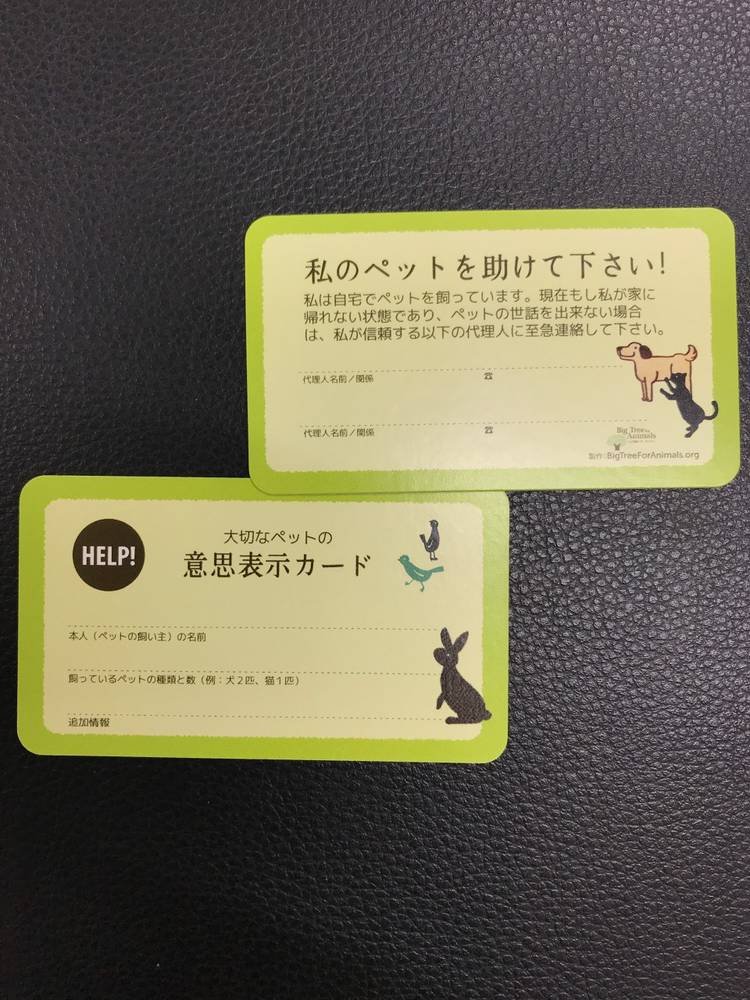 私のペットを助けて下さい!
私は自宅でペットを飼っています。現在もし私が家に
帰れない状態であり、ペットの世話を出来ない場合
は、私が信頼する以下の代理人に至急連絡して下さい。
代理人名前／関係 ☎
代理人名前／関係 ☎
Big Tree for
Animals
製作:BigTreeForAnimals.org
HELP!
大切なペットの
意思表示カード
本人（ペットの飼い主）の名前
飼っているペットの種類と数（例：犬２匹、猫１匹）
追加情報